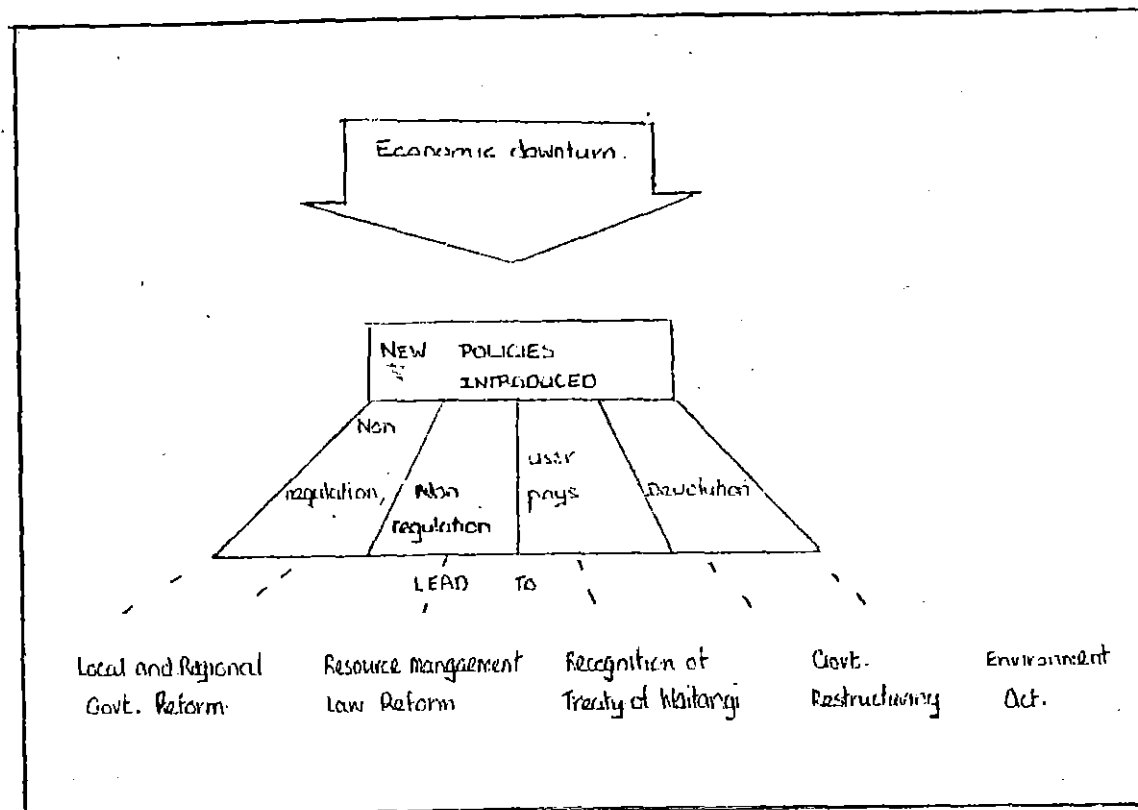 Economic downturn.
NEW POLICIES
INTRODUCED
Non
regulation,
Non
regulation
user
pays
Devolution
LEAD TO
Local and Regional
Govt. Reform.
Resource mangaement
Law Reform
Recognition of
Treaty of Waitangi
Govt.
Restructuring
Environment
Act.